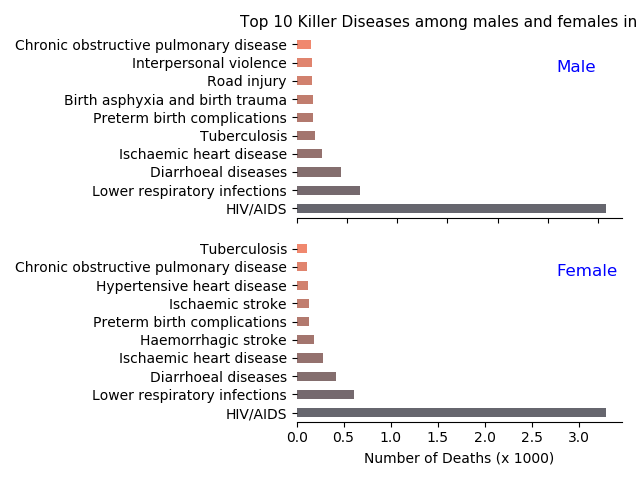 Top 10 Killer Diseases among males and females in
Chronic obstructive pulmonary disease
Interpersonal violence
Road injury
Birth asphyxia and birth trauma
Preterm birth complications
Tuberculosis
Ischaemic heart disease
Diarrhoeal diseases
Lower respiratory infections
HIV/AIDS
Male
Tuberculosis
Chronic obstructive pulmonary disease
Hypertensive heart disease
Ischaemic stroke
Preterm birth complications
Haemorrhagic stroke
Ischaemic heart disease
Diarrhoeal diseases
Lower respiratory infections
HIV/AIDS
Female
0.0 0.5 1.0 1.5 2.0 2.5 3.0
Number of Deaths (x 1000)